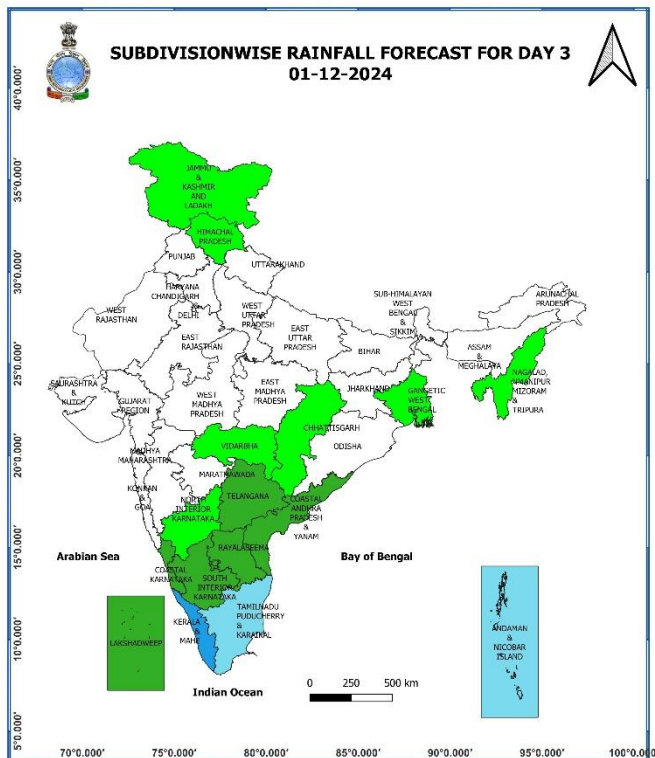 SUBDIVISIONWISE RAINFALL FORECAST FOR DAY 3
01-12-2024
40°0.000'
35°0.000'
30°0.000'
25°0.000'
20°0.000'
15°0.000'
10°0.000'
5°0.000'
JAMMU
&
KASHMIR
AND
LADAKH
HIMACHAL
PRADESH
PUNJAB
UTTARAKHAND
HARYANA
CHANDIGARH
&
DELHI
WEST
RAJASTHAN
WEST
UTTAR
PRADESH
EAST
RAJASTHAN
EAST
UTTAR
PRADESH
SUB-HIMALAYAN
WEST
BENGAL
&
SIKKIM
ARUNACHAL
PRADESH
ASSAM
&
MEGHALAYA
BIHAR
NAGALAD,
MANIPUR
MIZORAM
&
TRIPURA
SAURASHTRA
&
KUTCH
GUJARAT
REGION
WEST
MADHYA
PRADESH
EAST
MADHYA
PRADESH
JHARKHAND
GANGETIC
WEST
BENGAL
CHHATTISGARH
ODISHA
VIDARBHA
MADHYA
MAHARASHTRA
MARATHAWADA
KONKAN
&
GOA
TELANGANA
NORTH
INTERIOR
KARNATAKA
COASTAL
ANDHRA
PRADESH
&
YANAM
RAYALASEEMA
Arabian Sea
Bay of Bengal
COASTAL
KARNATAKA
SOUTH
INTERIOR
KARNATAKA
TAMILNADU
PUDUCHERRY
&
KARAIKAL
KERALA
&
MAHE
LAKSHADWEEP
ANDAMAN
&
NICOBAR
ISLAND
Indian Ocean
0 250 500 km
70°0.000' 75°0.000' 80°0.000' 85°0.000' 90°0.000' 95°0.000' 100°0.000'